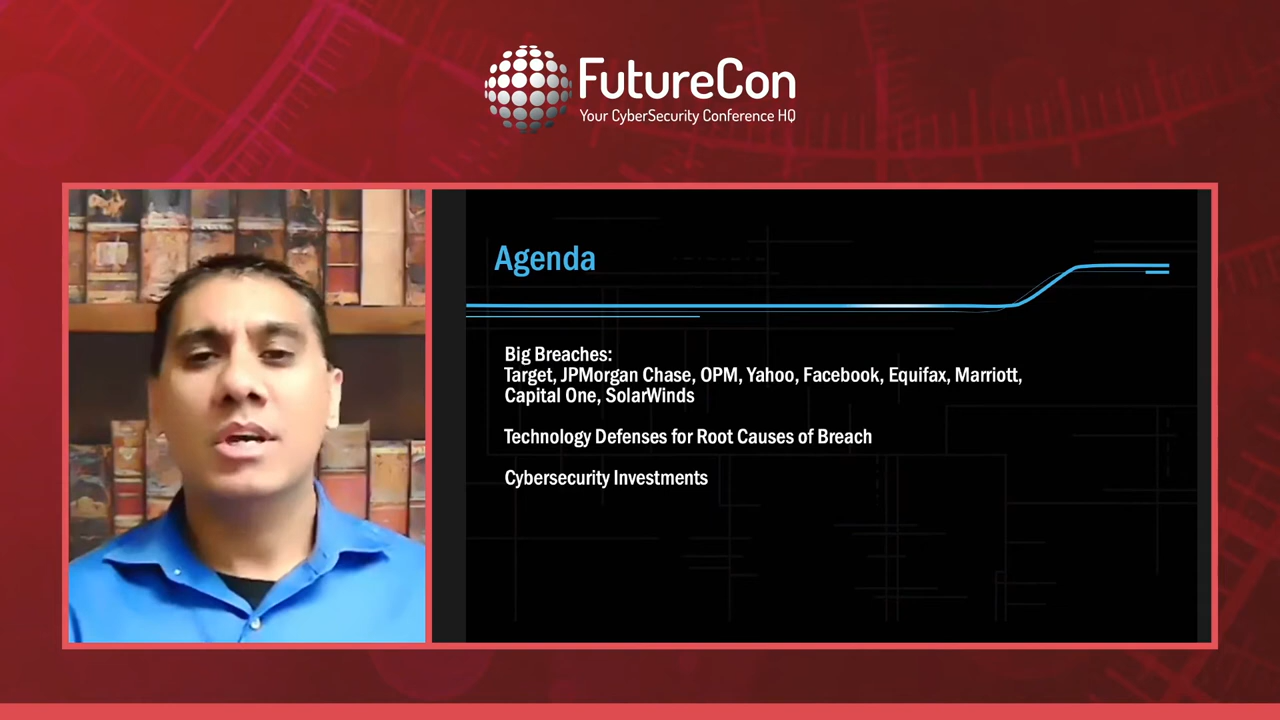 FutureCon
Your CyberSecurity Conference HQ
Agenda
Big Breaches:
Target, JPMorgan Chase, OPM, Yahoo, Facebook, Equifax, Marriott,
Capital One, SolarWinds
Technology Defenses for Root Causes of Breach
Cybersecurity Investments